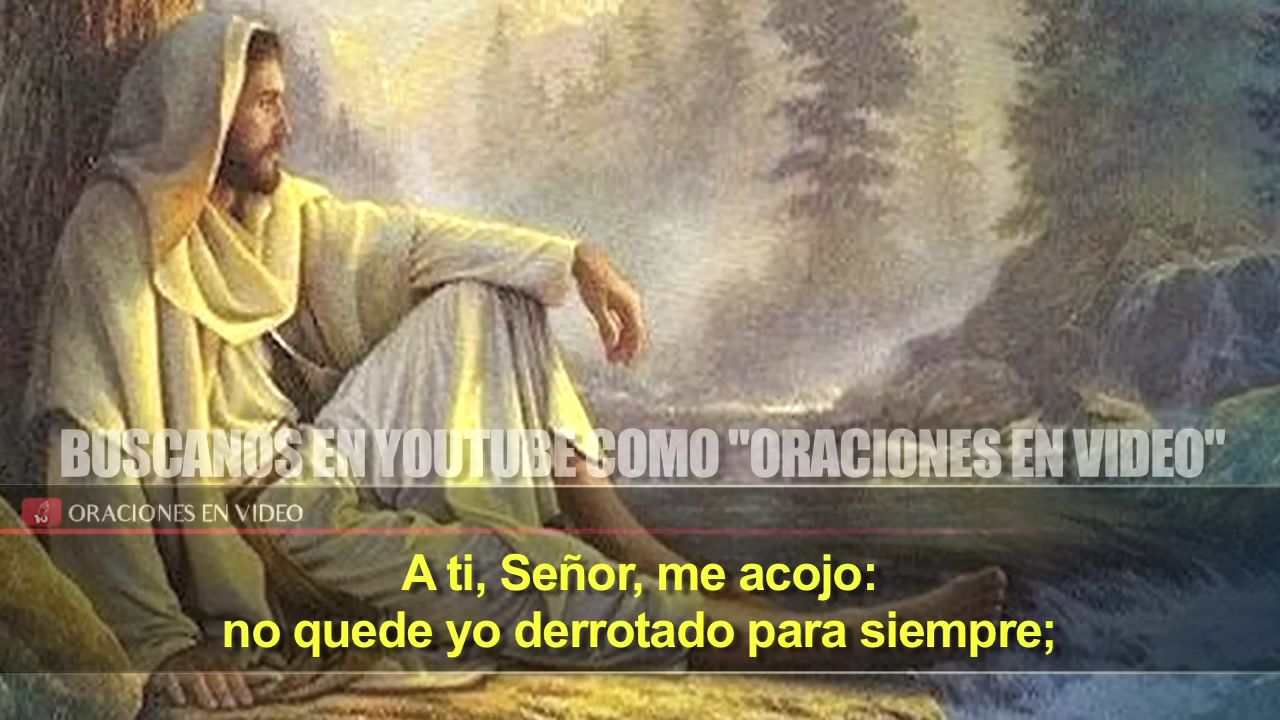 BUSCANOS EN YOUTUBE COMO "ORACIONES EN VIDEO"
ORACIONES EN VIDEO
A ti, Señor, me acojo:
no quede yo derrotado para siempre;